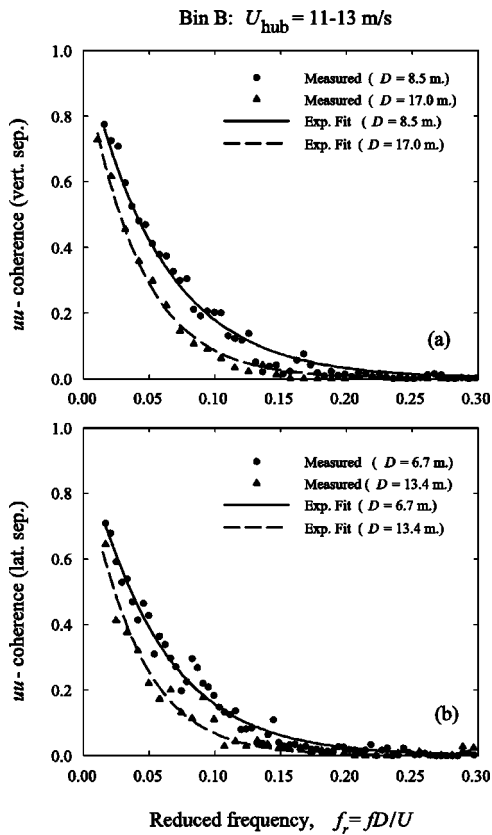 Bin B: U_hub = 11-13 m/s
1.0
0.8
0.6
0.4
0.2
0.0
uu - coherence (vert. sep.)
Measured ( D = 8.5 m.)
Measured ( D = 17.0 m.)
Exp. Fit ( D = 8.5 m.)
Exp. Fit ( D = 17.0 m.)
(a)
0.00 0.05 0.10 0.15 0.20 0.25 0.30
1.0
0.8
0.6
0.4
0.2
0.0
uu - coherence (lat. sep.)
Measured ( D = 6.7 m.)
Measured ( D = 13.4 m.)
Exp. Fit ( D = 6.7 m.)
Exp. Fit ( D = 13.4 m.)
(b)
0.00 0.05 0.10 0.15 0.20 0.25 0.30
Reduced frequency, f_r = fD/U